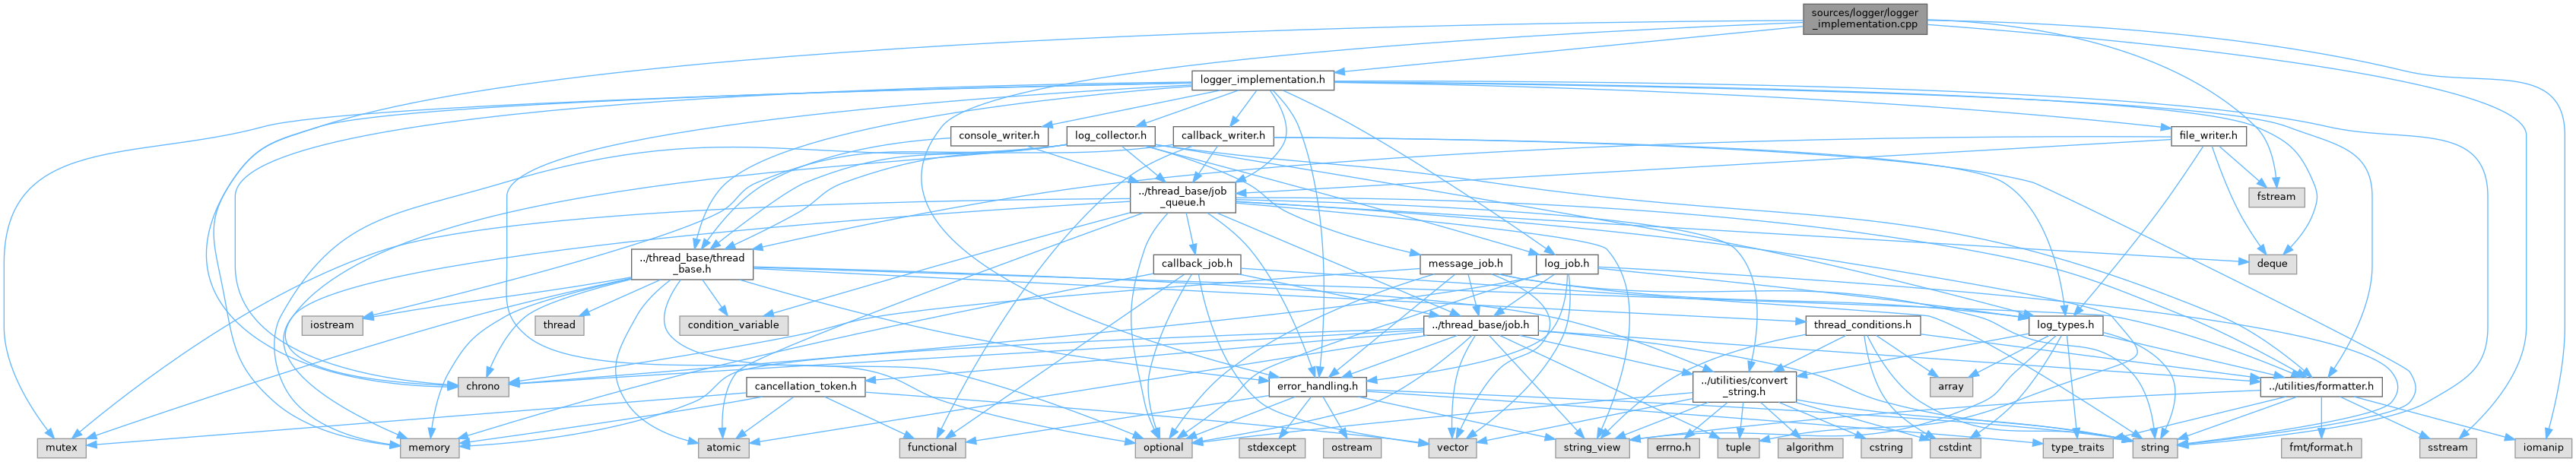 sources/logger/logger
_implementation.cpp
logger_implementation.h
console_writer.h
log_collector.h
callback_writer.h
file_writer.h
../thread_base/job
_queue.h
fstream
../thread_base/thread
_base.h
callback_job.h
message_job.h
log_job.h
deque
iostream
thread
condition_variable
../thread_base/job.h
thread_conditions.h
log_types.h
chrono
cancellation_token.h
error_handling.h
../utilities/convert
_string.h
array
../utilities/formatter.h
mutex
memory
atomic
functional
optional
stdexcept
ostream
vector
string_view
errno.h
tuple
algorithm
cstring
cstdint
type_traits
string
fmt/format.h
sstream
iomanip